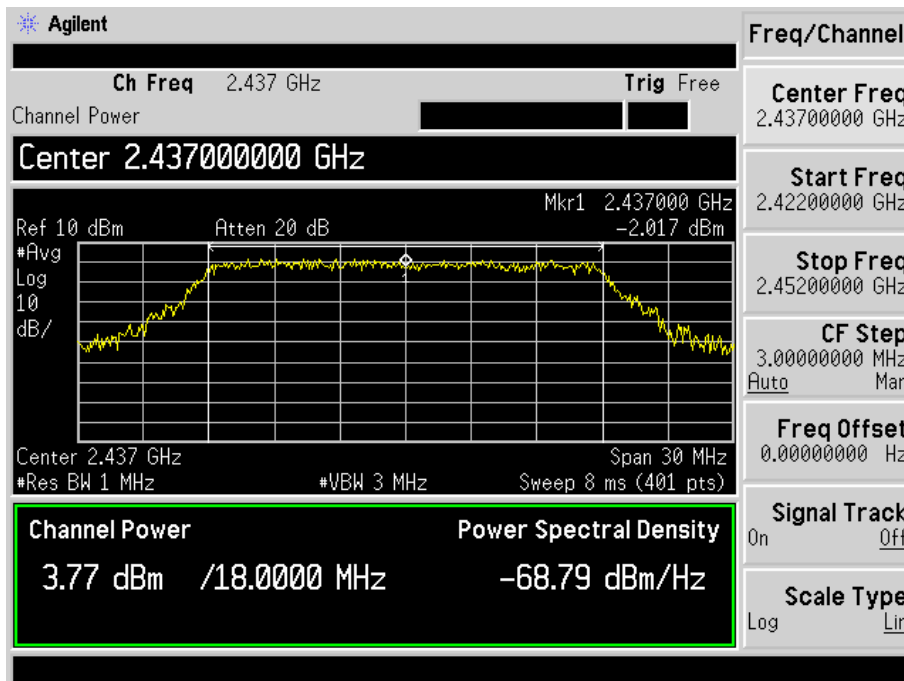 Agilent
Freq/Channel
Ch Freq 2.437 GHz Trig Free
Channel Power
Center 2.437000000 GHz
Mkr1 2.437000 GHz
Ref 10 dBm Atten 20 dB -2.017 dBm
#Avg
Log
10
dB/
1
Center 2.437 GHz Span 30 MHz
#Res BW 1 MHz #VBW 3 MHz Sweep 8 ms (401 pts)
Channel Power Power Spectral Density
3.77 dBm /18.0000 MHz -68.79 dBm/Hz
Center Freq
2.43700000 GHz
Start Freq
2.42200000 GHz
Stop Freq
2.45200000 GHz
CF Step
3.00000000 MHz
Auto Man
Freq Offset
0.00000000 Hz
Signal Track
On Off
Scale Type
Log Lin